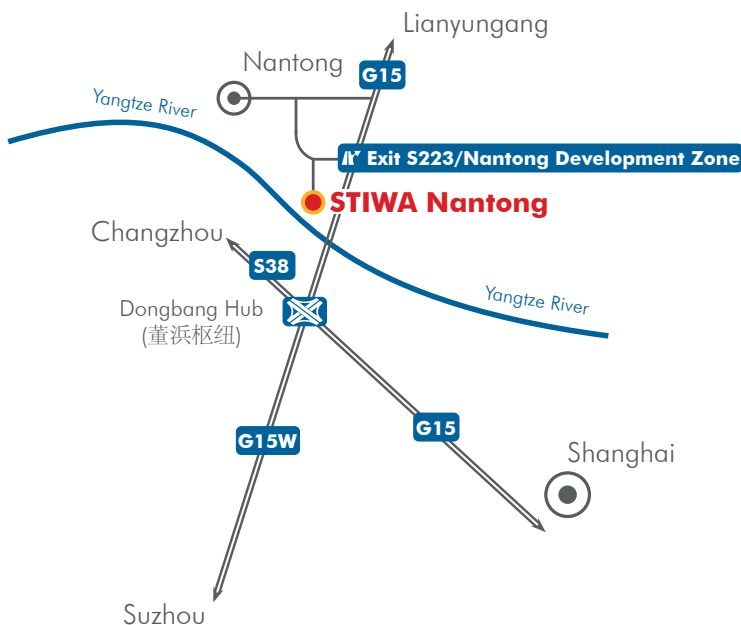 Lianyungang
Nantong
G15
Yangtze River
Exit S223/Nantong Development Zone
STIWA Nantong
Changzhou
S38
Yangtze River
Dongbang Hub
(董浜枢纽)
G15
G15W
Shanghai
Suzhou